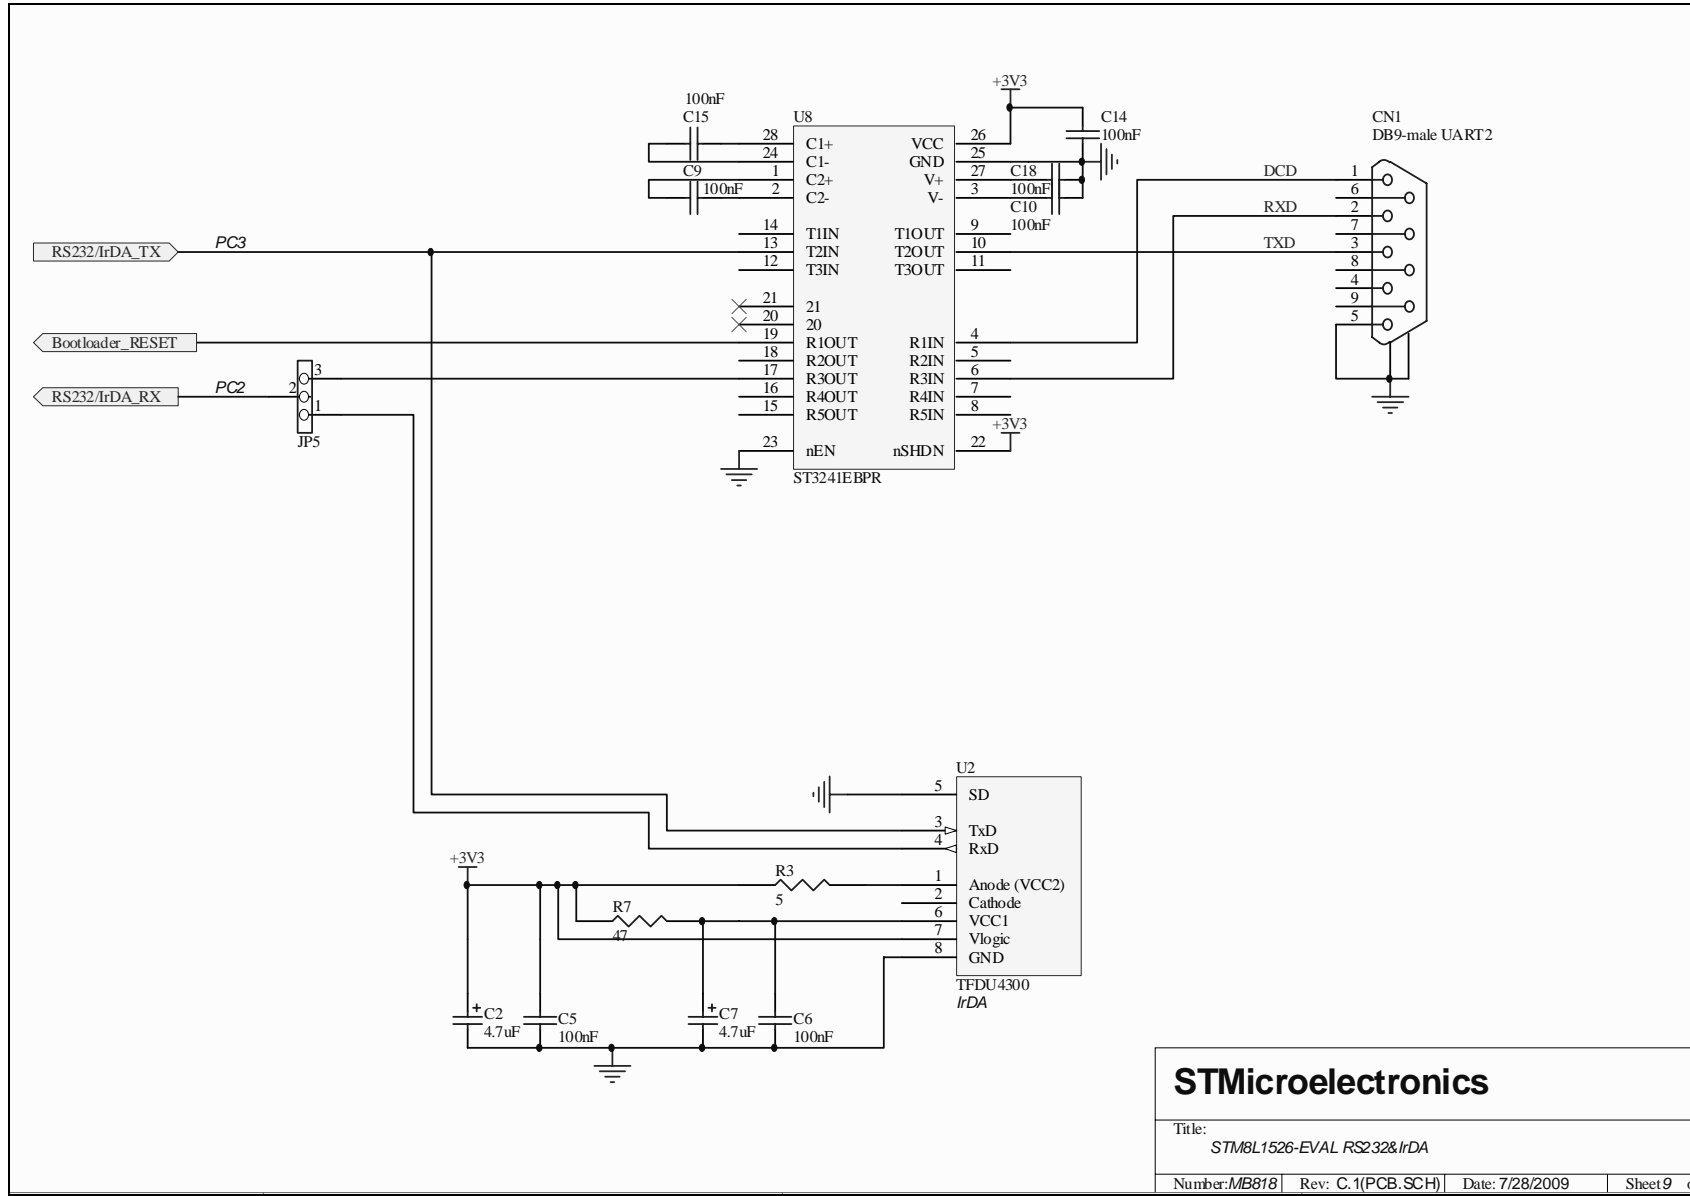 +3V3
100nF
C15
U8
C14
100nF
CN1
DB9-male UART2
28
C1+
VCC
26
24
C1-
GND
25
C9
1
C2+
V+
27
C18
100nF
2
C2-
V-
3
100nF
C10
100nF
DCD
1
6
RXD
2
7
TXD
3
8
4
9
5
14
T1IN
T1OUT
9
RS232/IrDA_TX
PC3
13
T2IN
T2OUT
10
12
T3IN
T3OUT
11
21
21
20
20
Bootloader_RESET
19
R1OUT
R1IN
4
18
R2OUT
R2IN
5
3
17
R3OUT
R3IN
6
RS232/IrDA_RX
PC2
2
16
R4OUT
R4IN
7
1
15
R5OUT
R5IN
8
JP5
+3V3
23
nEN
nSHDN
22
ST3241EBPR
U2
5
SD
3
TxD
4
RxD
+3V3
R3
5
1
Anode (VCC2)
2
Cathode
R7
47
6
VCC1
7
Vlogic
8
GND
TFDU4300
IrDA
+
C2
4.7uF
C5
100nF
+
C7
4.7uF
C6
100nF
STMicroelectronics
Title:
STM8L1526-EVAL RS232&IrDA
Number:MB818
Rev: C.1(PCB.SCH)
Date: 7/28/2009
Sheet 9